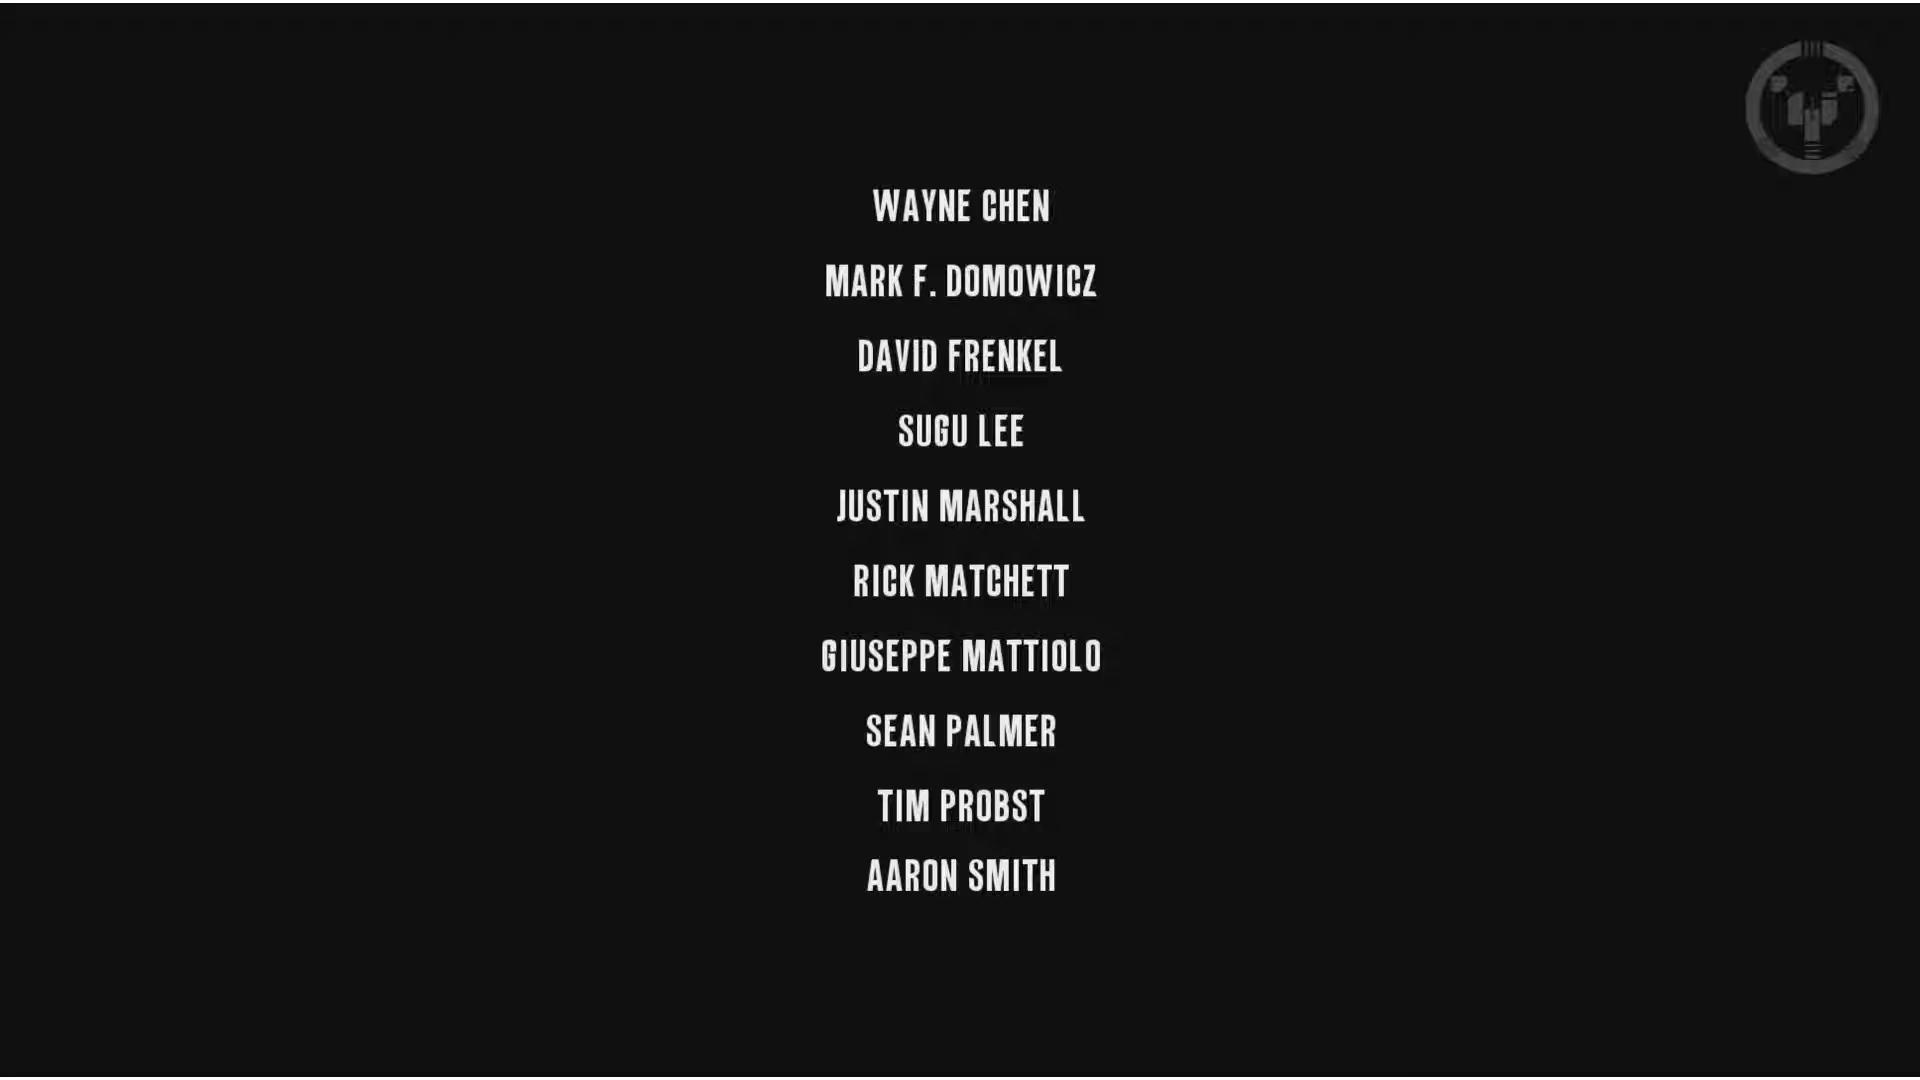 WAYNE CHEN
MARK F. DOMOWICZ
DAVID FRENKEL
SUGU LEE
JUSTIN MARSHALL
RICK MATCHETT
GIUSEPPE MATTIOLO
SEAN PALMER
TIM PROBST
AARON SMITH